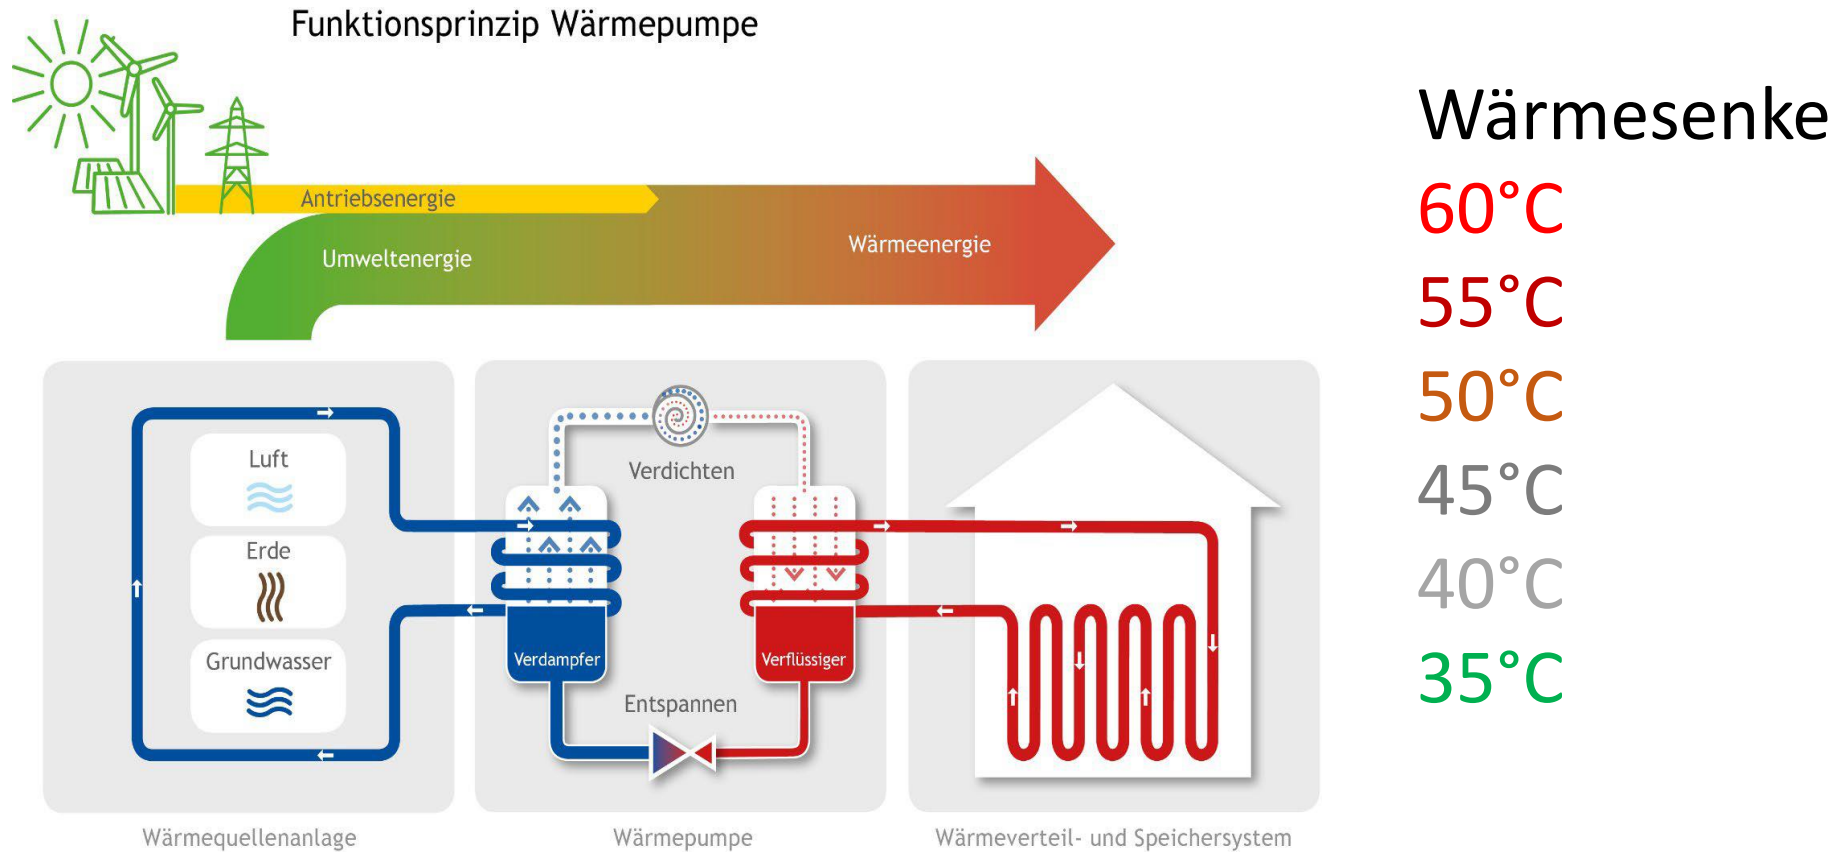 Funktionsprinzip Wärmepumpe
Antriebsenergie
Umweltenergie
Wärmeenergie
Luft
Erde
Grundwasser
Wärmequellenanlage
Verdichten
Verdampfer
Verflüssiger
Entspannen
Wärmepumpe
Wärmeverteil- und Speichersystem
Wärmesenke
60°C
55°C
50°C
45°C
40°C
35°C